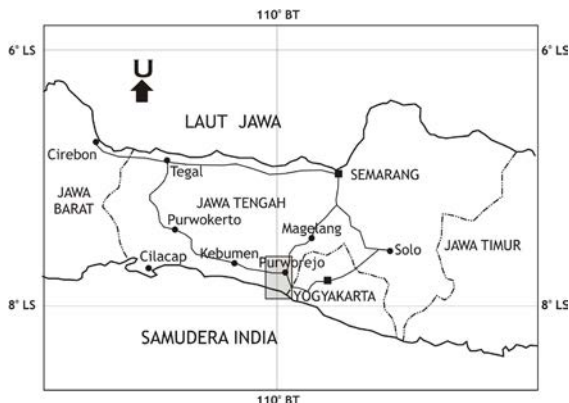 110° BT
6° LS
6° LS
U
LAUT JAWA
Cirebon
Tegal
SEMARANG
JAWA
BARAT
JAWA TENGAH
Purwokerto
Magelang
Solo
JAWA TIMUR
Cilacap
Kebumen
Purworejo
YOGYAKARTA
8° LS
8° LS
SAMUDERA INDIA
110° BT